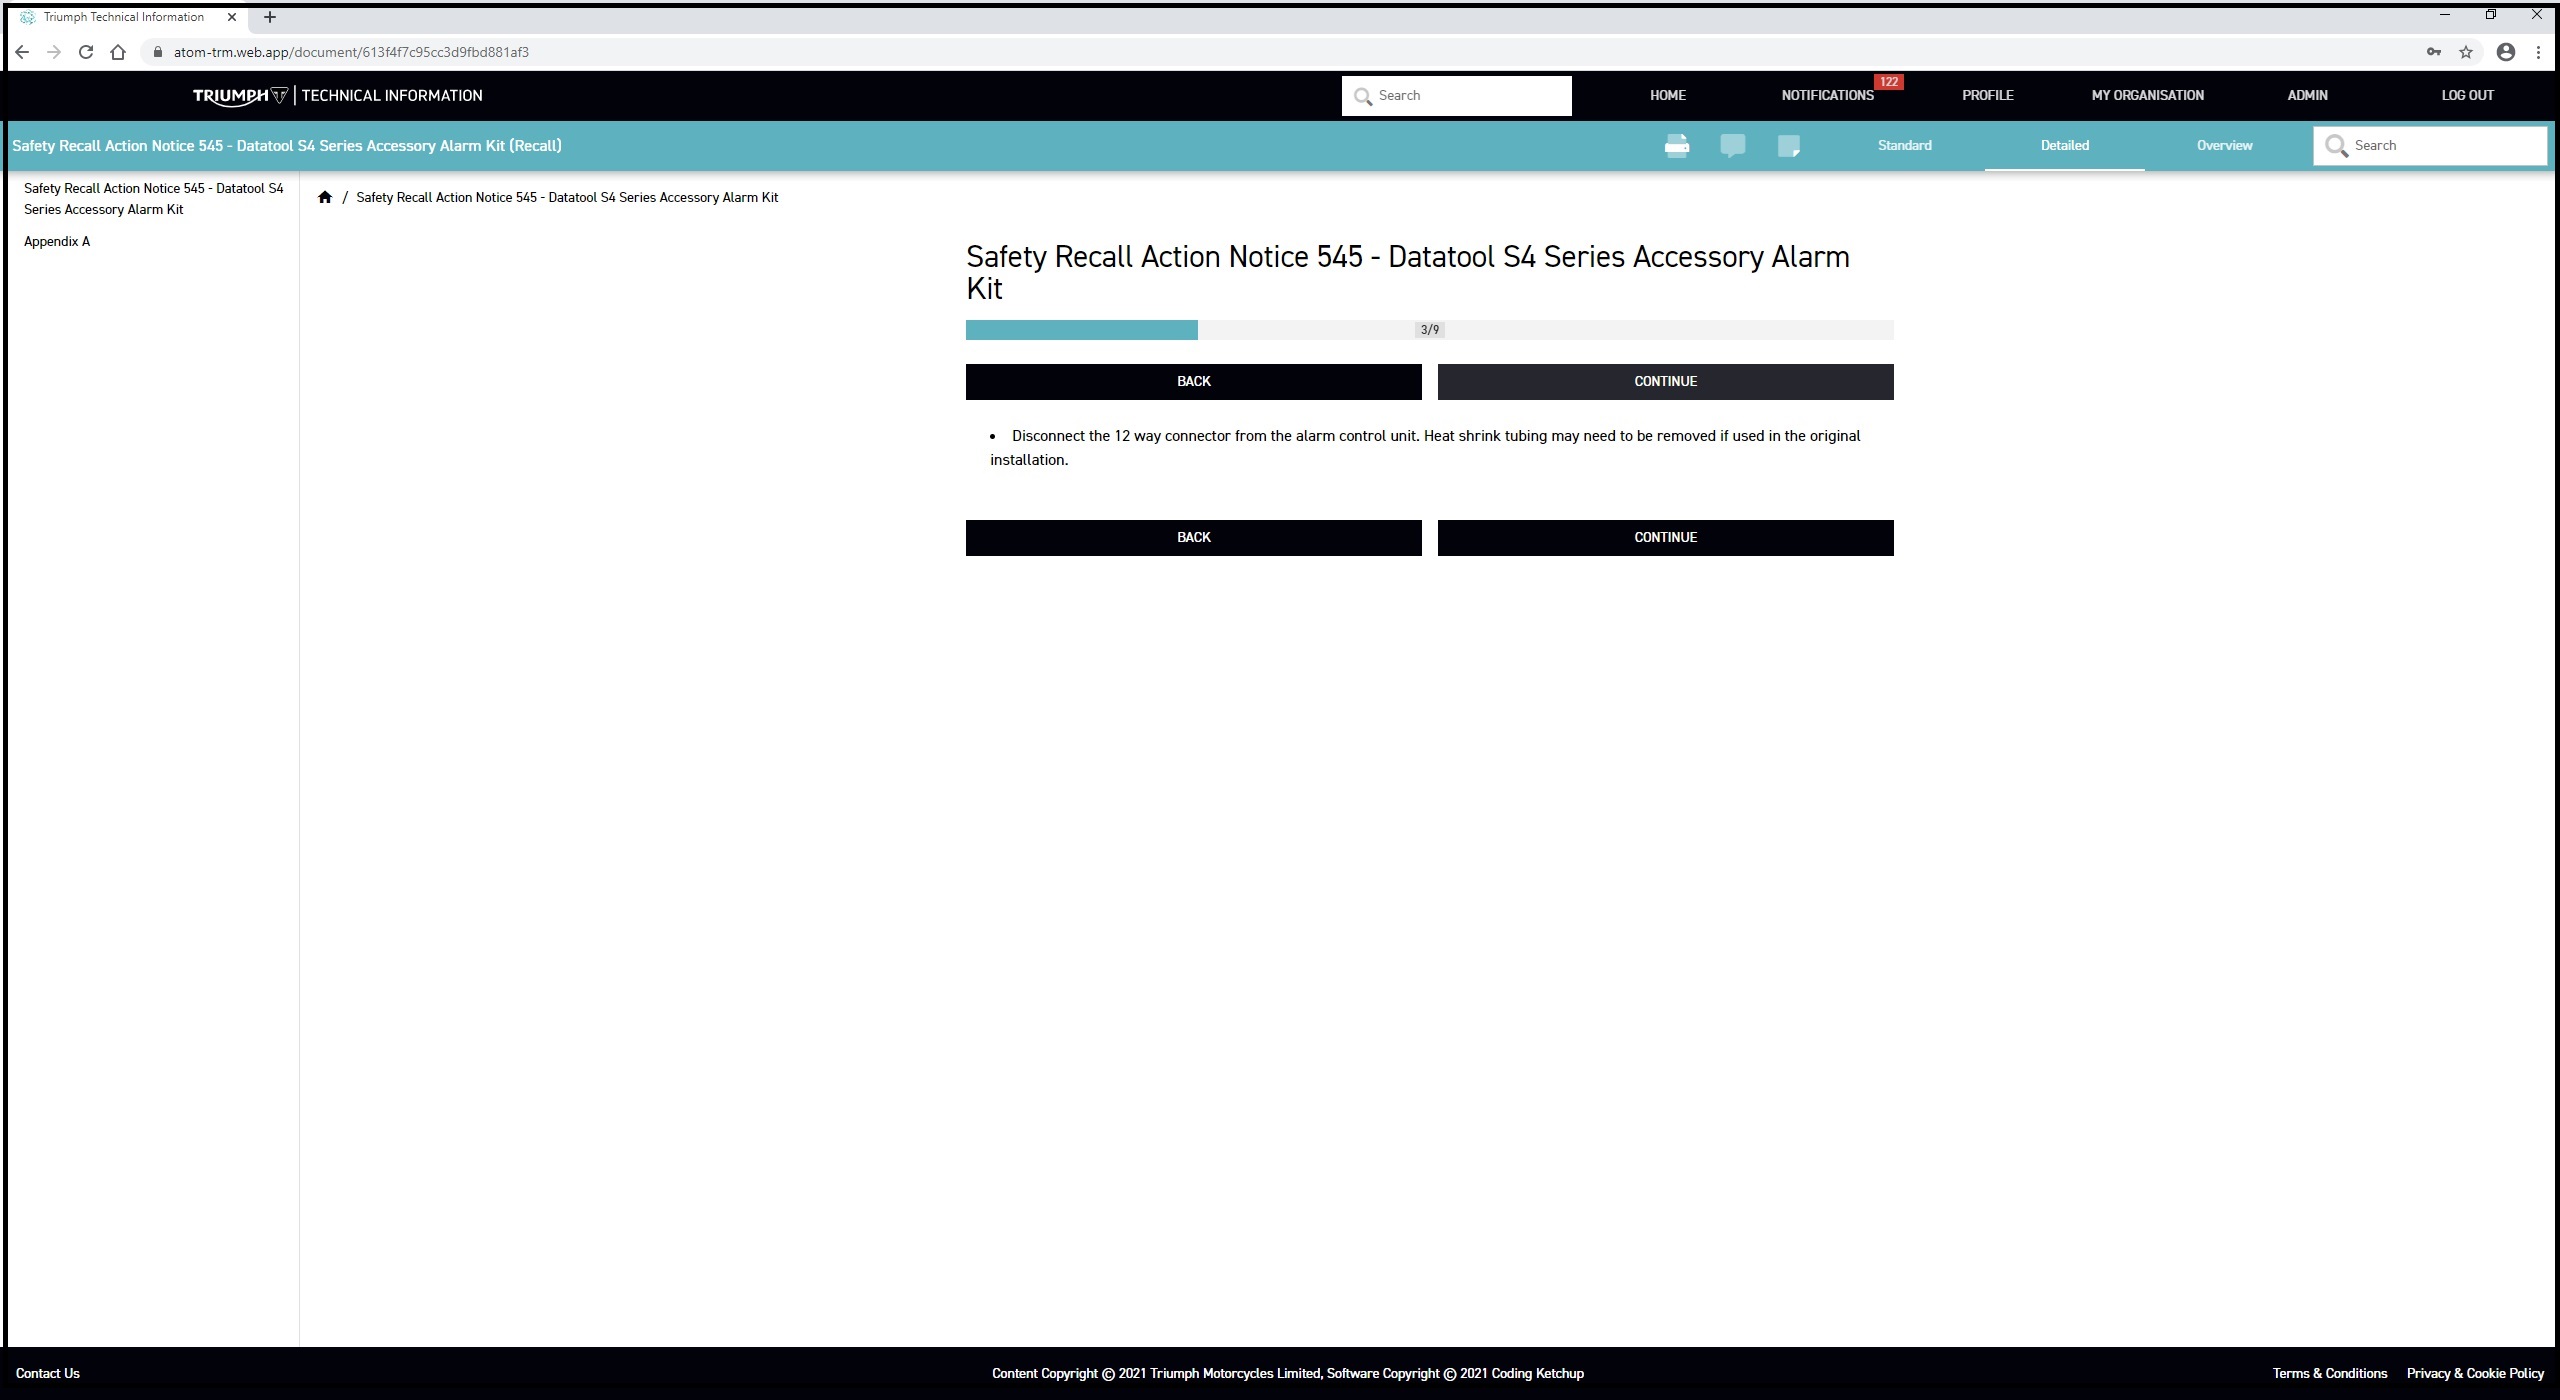 Triumph Technical Information
atom-trm.web.app/document/613f4f7c95cc3d9fbd881af3
TRIUMPH | TECHNICAL INFORMATION
Search
HOME
NOTIFICATIONS
122
PROFILE
MY ORGANISATION
ADMIN
LOG OUT
Safety Recall Action Notice 545 - Datatool S4 Series Accessory Alarm Kit (Recall)
Standard
Detailed
Overview
Search
Safety Recall Action Notice 545 - Datatool S4
Series Accessory Alarm Kit
Appendix A
/ Safety Recall Action Notice 545 - Datatool S4 Series Accessory Alarm Kit
Safety Recall Action Notice 545 - Datatool S4 Series Accessory Alarm
Kit
3/9
BACK
CONTINUE
• Disconnect the 12 way connector from the alarm control unit. Heat shrink tubing may need to be removed if used in the original
installation.
BACK
CONTINUE
Contact Us
Content Copyright © 2021 Triumph Motorcycles Limited, Software Copyright © 2021 Coding Ketchup
Terms & Conditions
Privacy & Cookie Policy